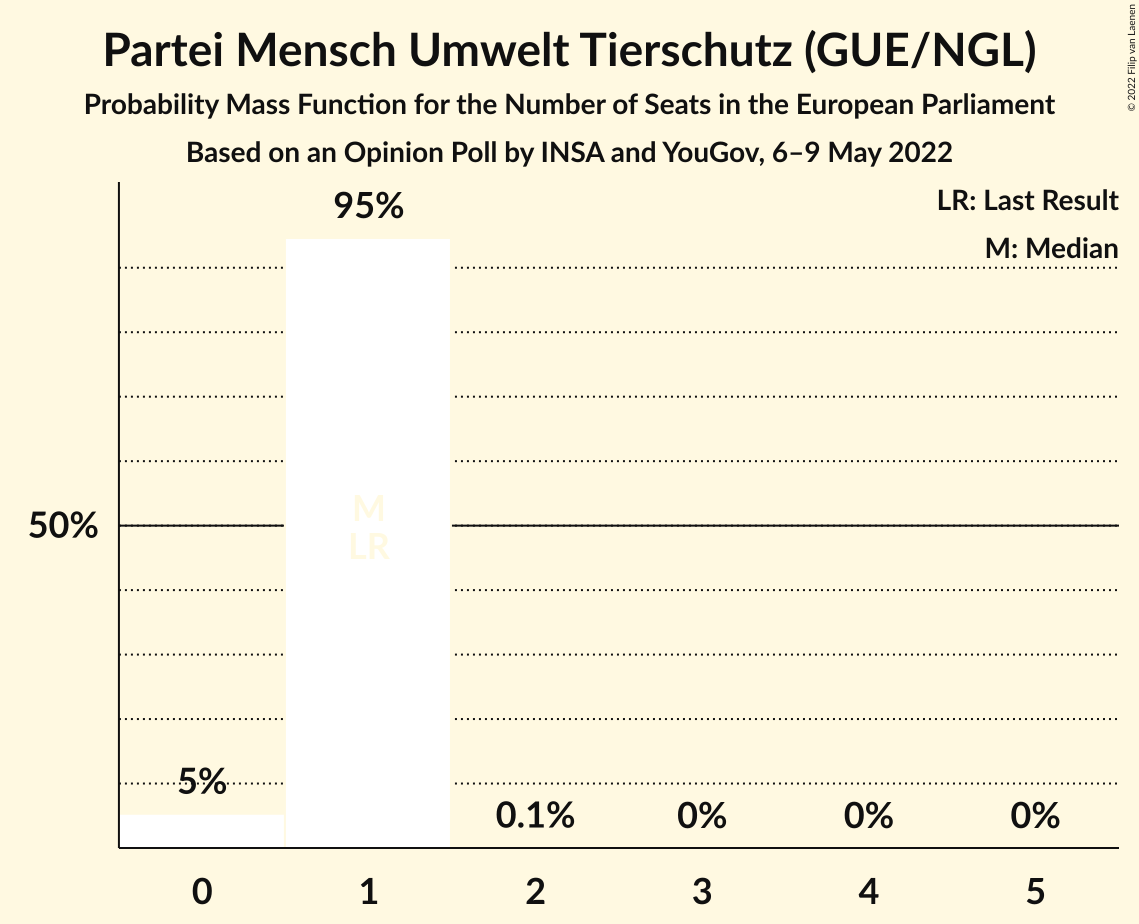 Partei Mensch Umwelt Tierschutz (GUE/NGL)
Probability Mass Function for the Number of Seats in the European Parliament
Based on an Opinion Poll by INSA and YouGov, 6–9 May 2022
© 2022 Filip van Laenen
LR: Last Result
M: Median
95%
50%
M
LR
5%
0.1%
0%
0%
0%
0 1 2 3 4 5